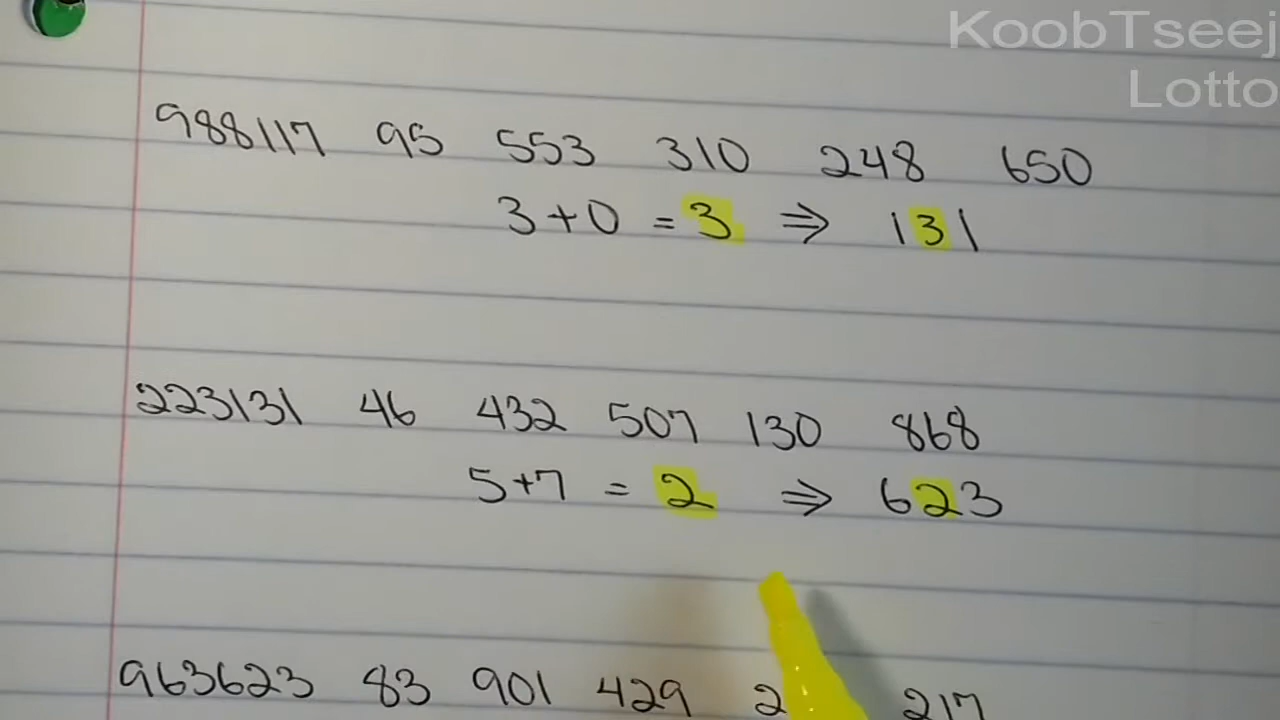 KoobTseej
Lotto
988117 95 553 310 248 650
3+0 = 3 ⇒ 131
223131 46 432 507 130 868
5+7 = 2 ⇒ 623
963623 83 901 429 217